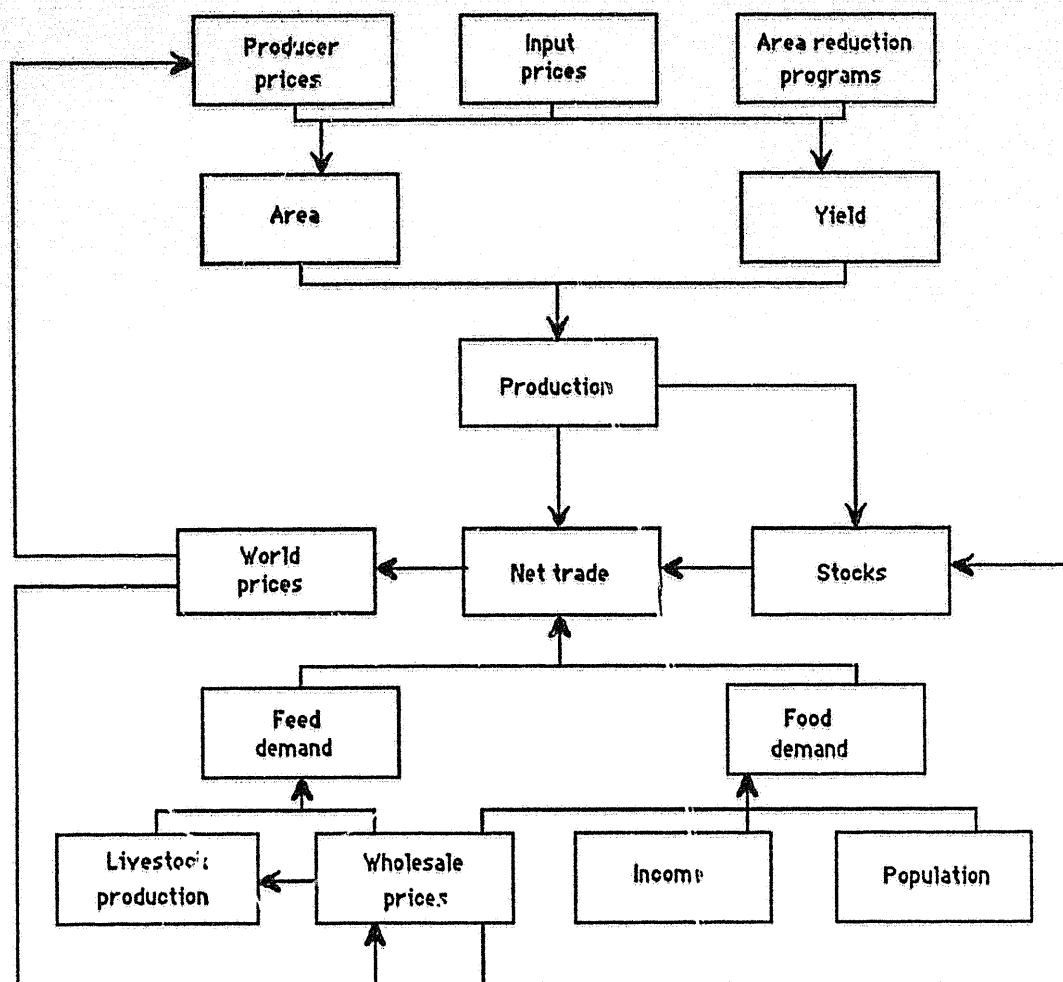 Producer
prices
Input
prices
Area reduction
programs
Area
Yield
Production
World
prices
Net trade
Stocks
Feed
demand
Food
demand
Livestock
production
Wholesale
prices
Income
Population